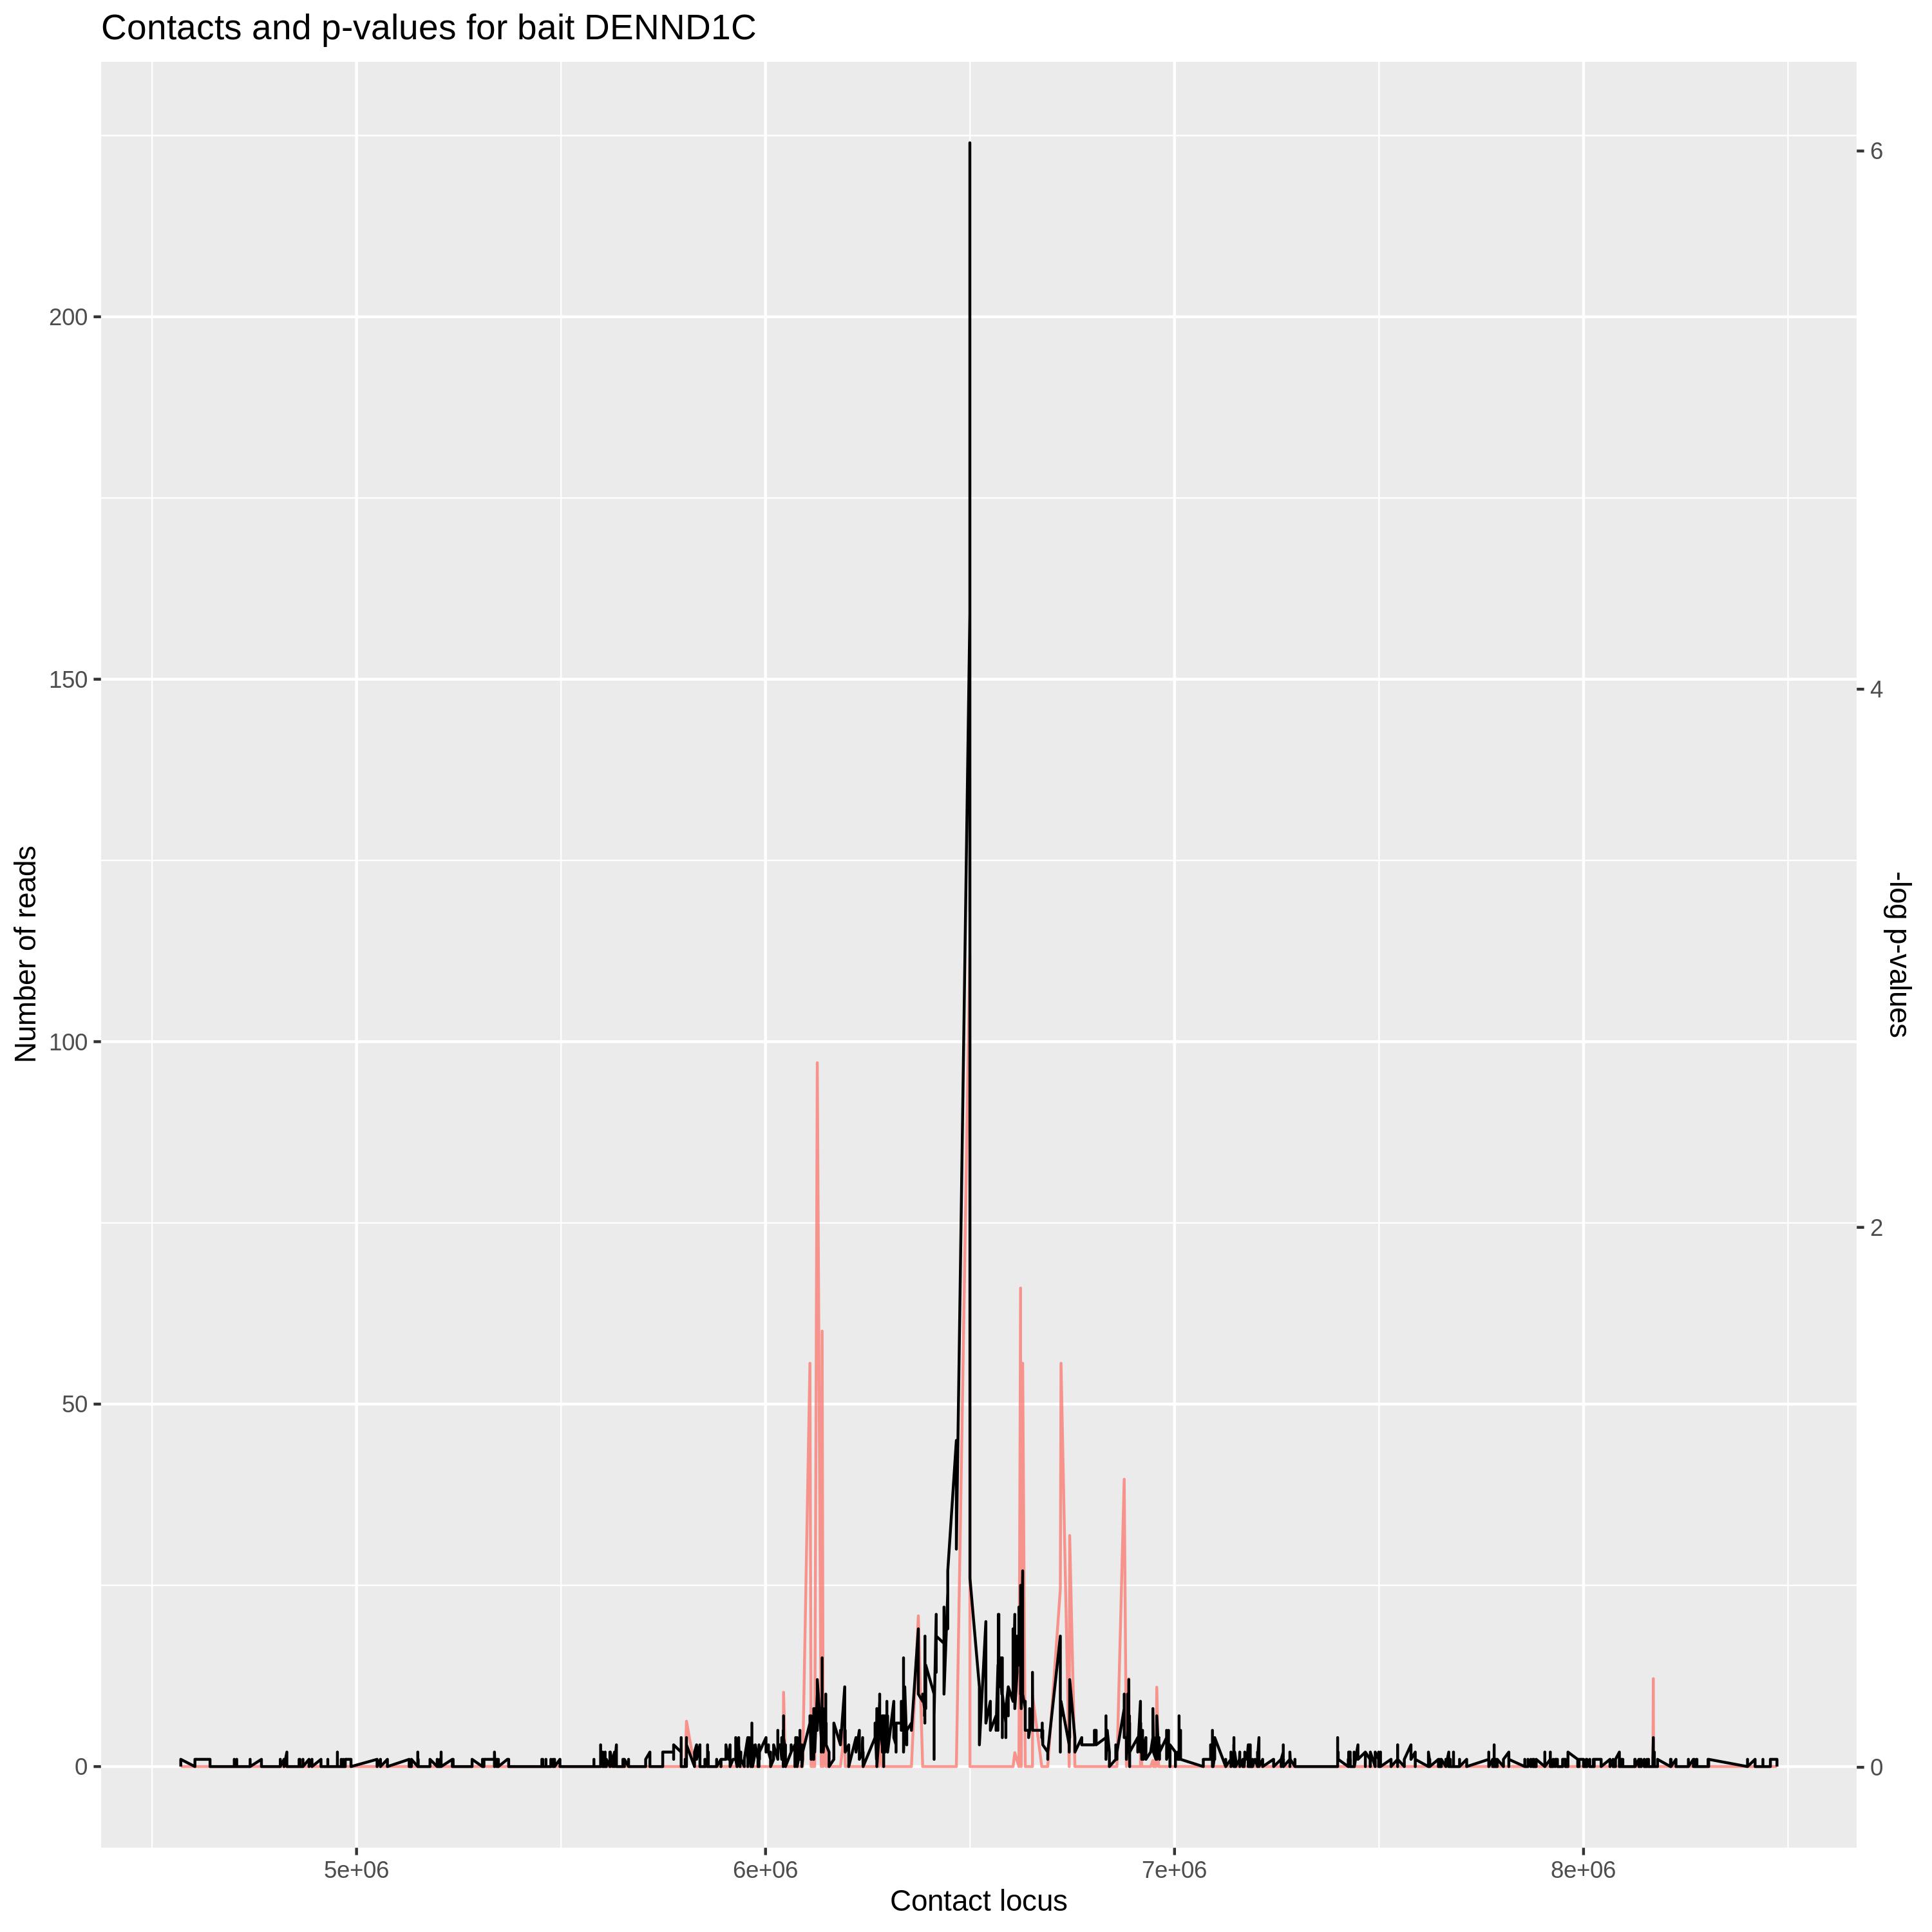 Contacts and p-values for bait DENND1C
Number of reads
200
150
100
50
0
6
4
2
0
-log p-values
5e+06
6e+06
7e+06
8e+06
Contact locus